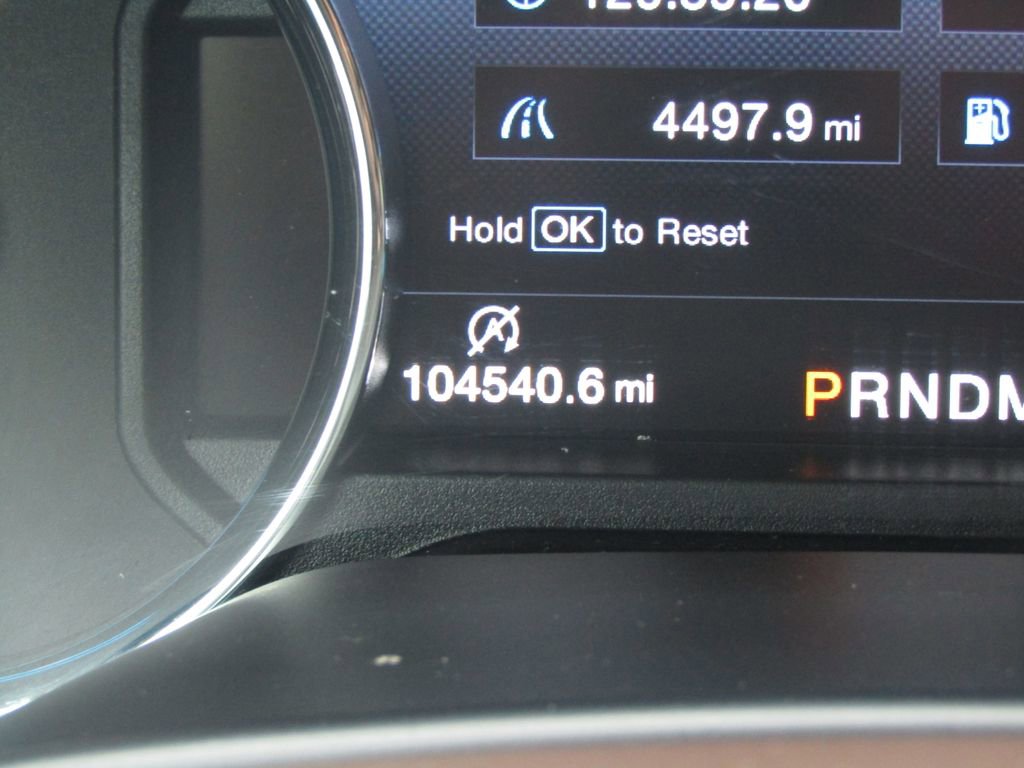 4497.9 mi
Hold OK to Reset
A
104540.6 mi
PRNDM